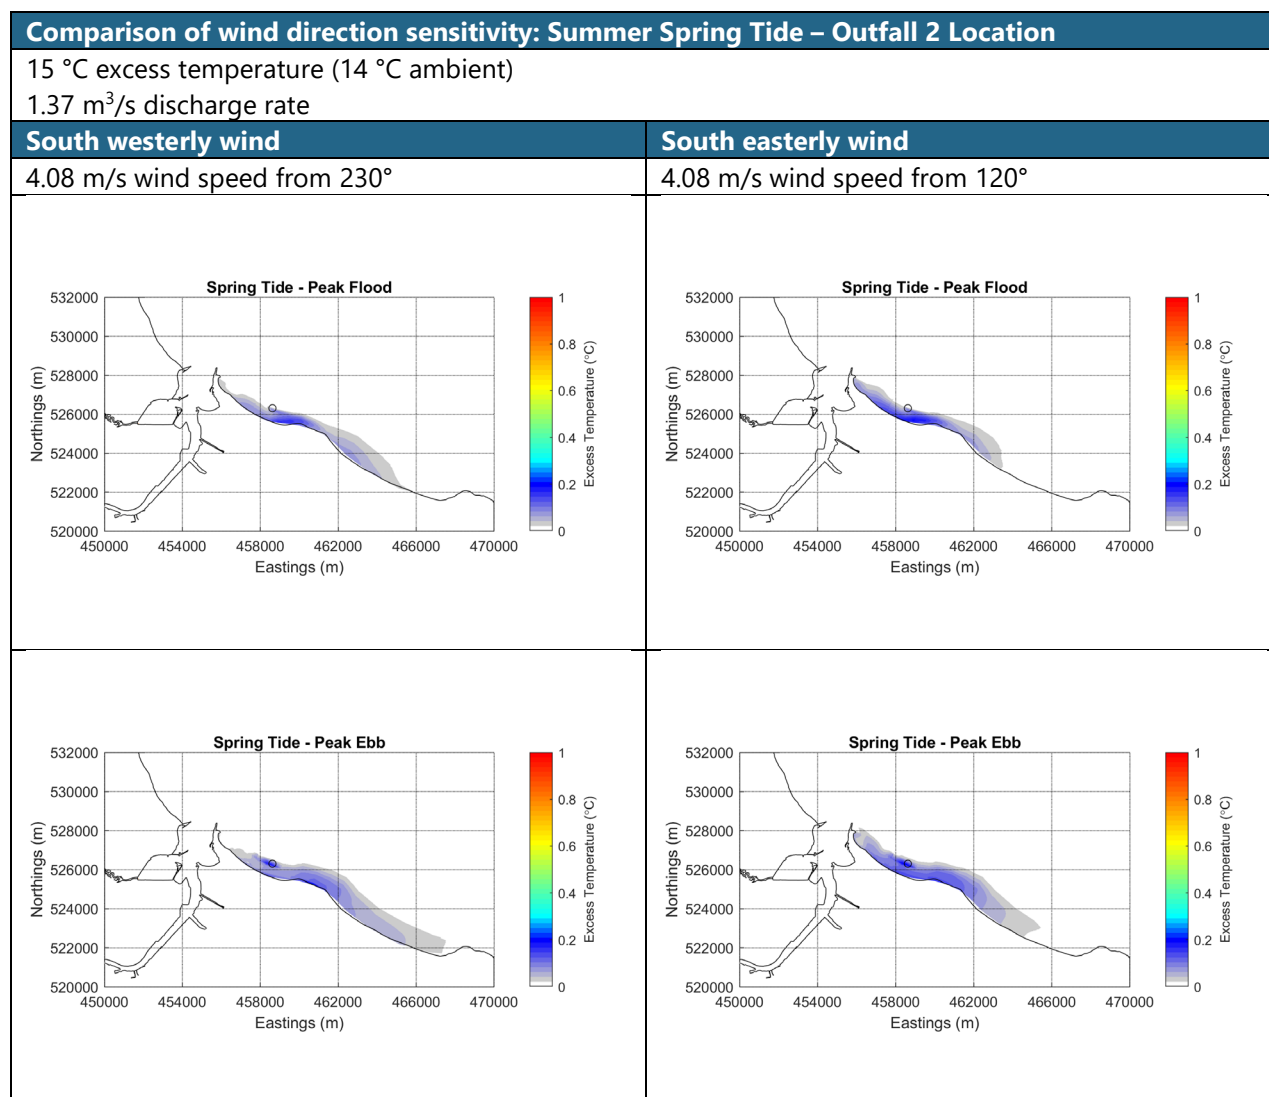 Comparison of wind direction sensitivity: Summer Spring Tide – Outfall 2 Location
15 °C excess temperature (14 °C ambient)
1.37 m³/s discharge rate
South westerly wind
South easterly wind
4.08 m/s wind speed from 230°
4.08 m/s wind speed from 120°
Spring Tide - Peak Flood
532000
530000
528000
526000
524000
522000
520000
Northings (m)
450000 454000 458000 462000 466000 470000
Eastings (m)
1
0.8
0.6
0.4
0.2
0
Excess Temperature (°C)
Spring Tide - Peak Flood
532000
530000
528000
526000
524000
522000
520000
Northings (m)
450000 454000 458000 462000 466000 470000
Eastings (m)
1
0.8
0.6
0.4
0.2
0
Excess Temperature (°C)
Spring Tide - Peak Ebb
532000
530000
528000
526000
524000
522000
520000
Northings (m)
450000 454000 458000 462000 466000 470000
Eastings (m)
1
0.8
0.6
0.4
0.2
0
Excess Temperature (°C)
Spring Tide - Peak Ebb
532000
530000
528000
526000
524000
522000
520000
Northings (m)
450000 454000 458000 462000 466000 470000
Eastings (m)
1
0.8
0.6
0.4
0.2
0
Excess Temperature (°C)